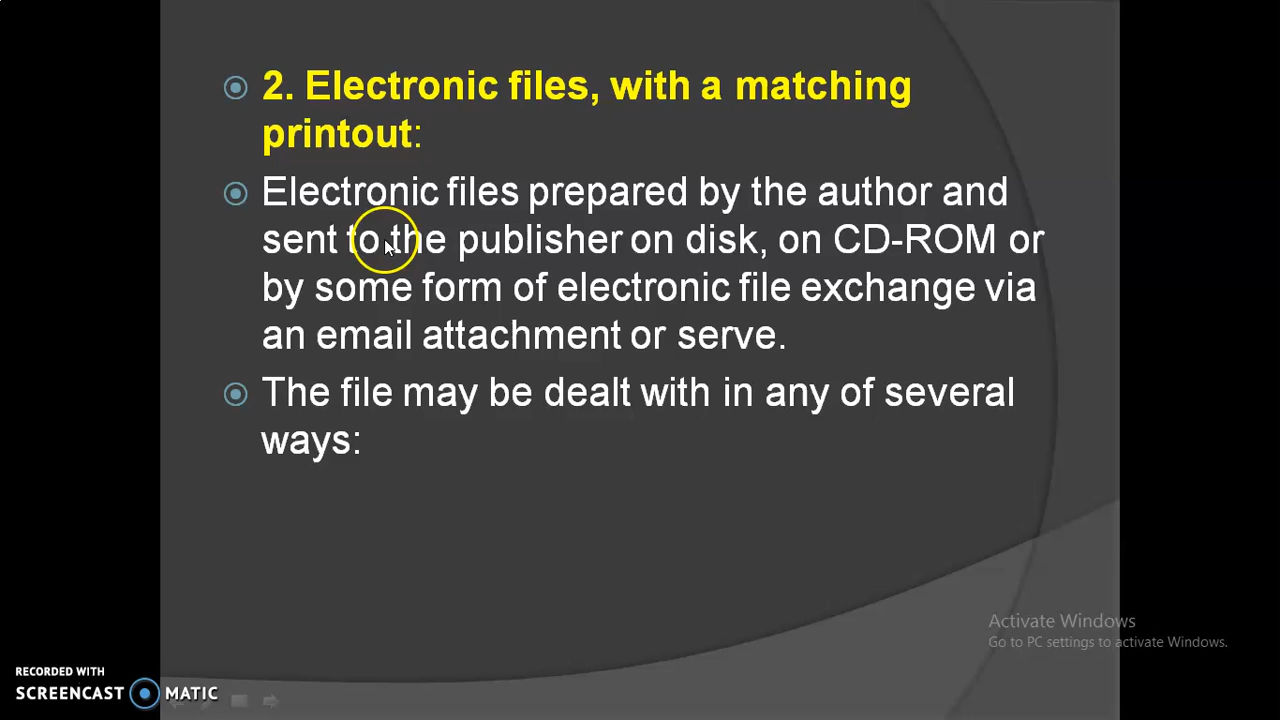 2. Electronic files, with a matching
printout:
Electronic files prepared by the author and
sent to the publisher on disk, on CD-ROM or
by some form of electronic file exchange via
an email attachment or serve.
The file may be dealt with in any of several
ways:
Activate Windows
Go to PC settings to activate Windows.
RECORDED WITH
SCREENCAST MATIC